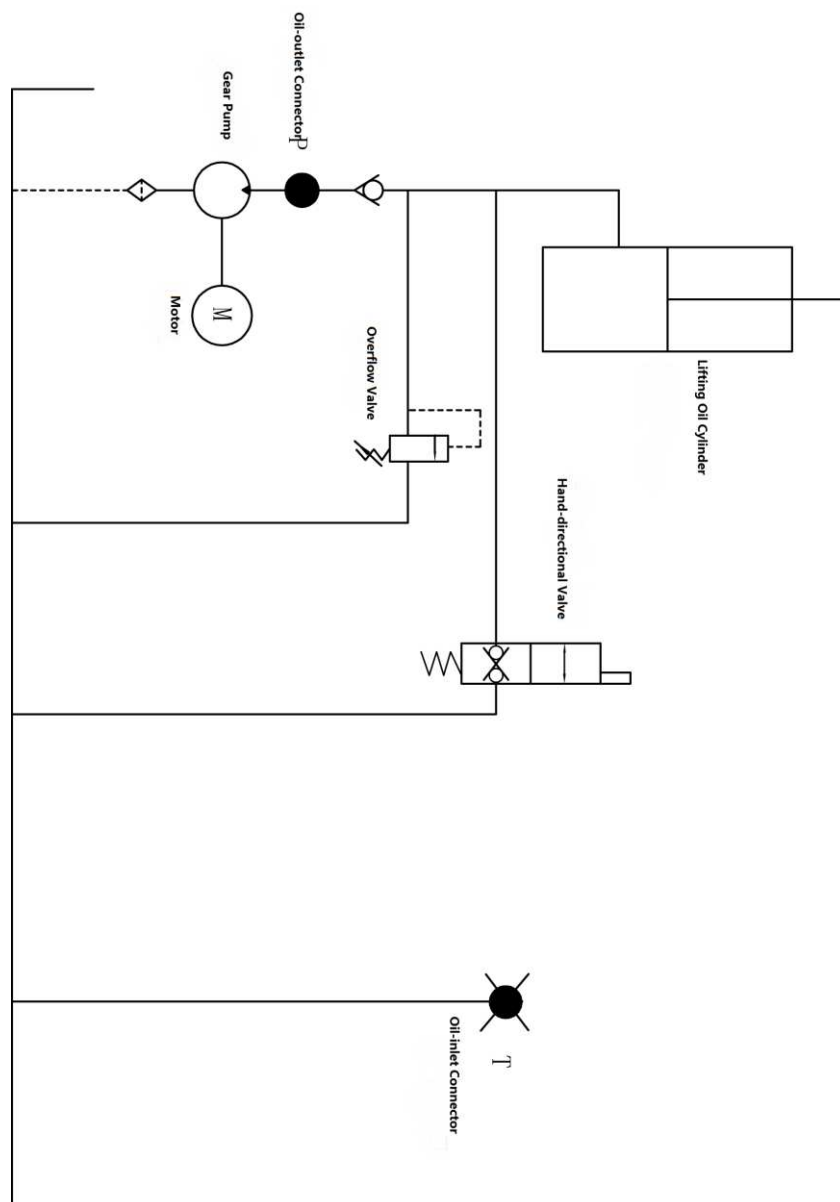 Oil-outlet Connector
P
Gear Pump
M
Motor
Overflow Valve
Lifting Oil Cylinder
Hand-directional Valve
Oil-inlet Connector
T